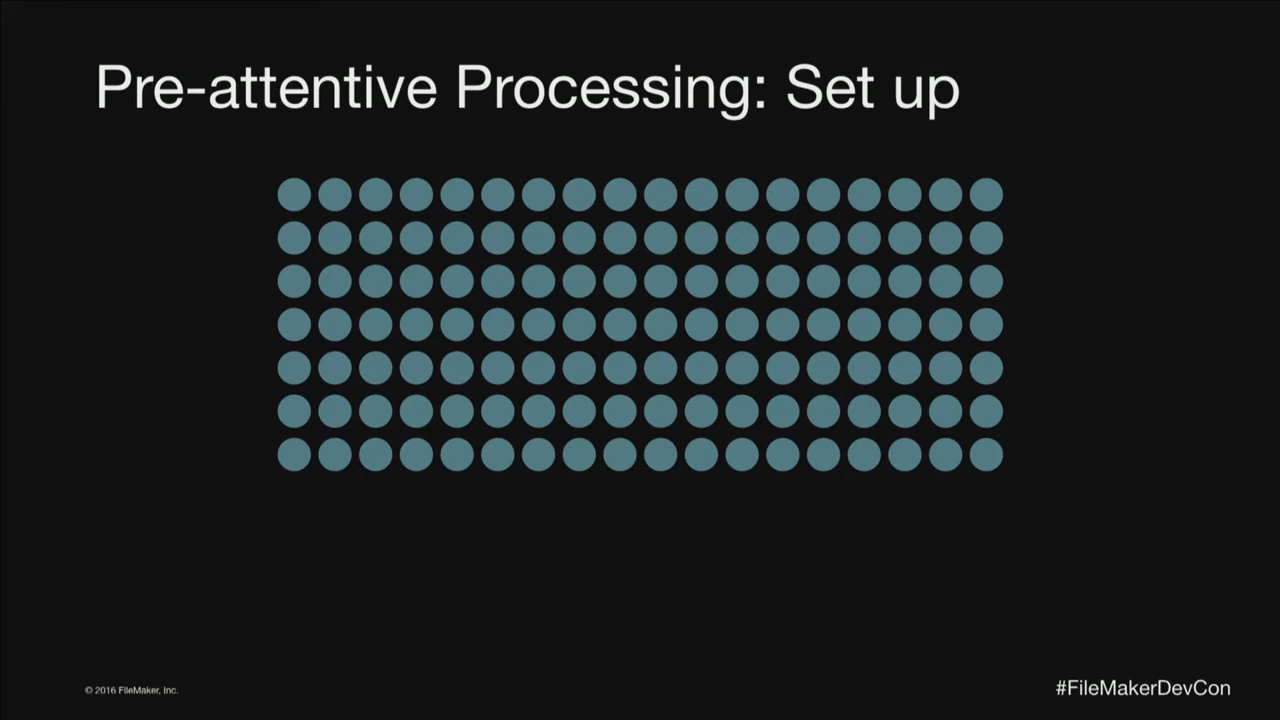 Pre-attentive Processing: Set up
© 2016 FileMaker, Inc.
#FileMakerDevCon